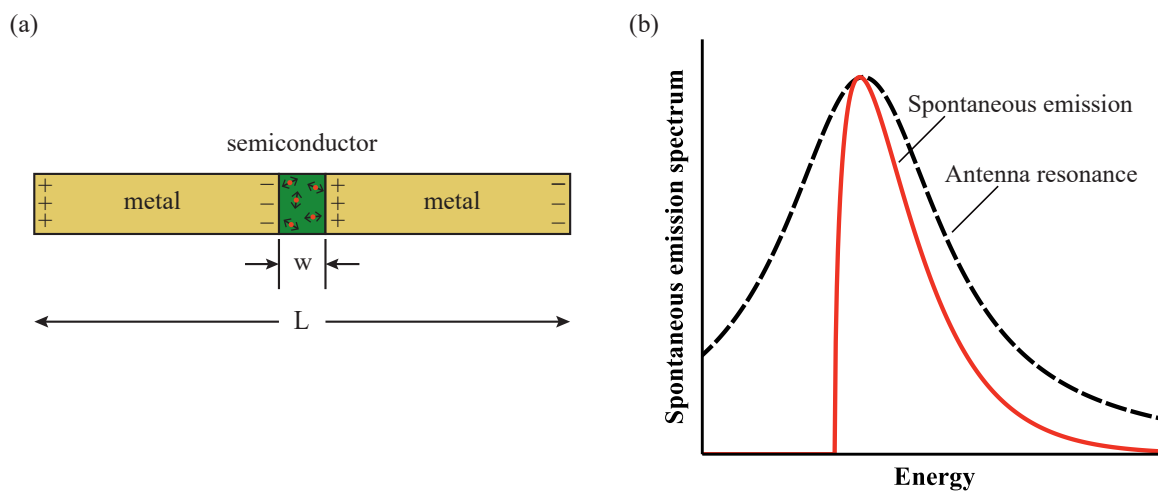 (a)
semiconductor
+ − + −
+ metal − + metal −
+ − + −
w
L
(b)
Spontaneous emission spectrum
Spontaneous emission
Antenna resonance
Energy